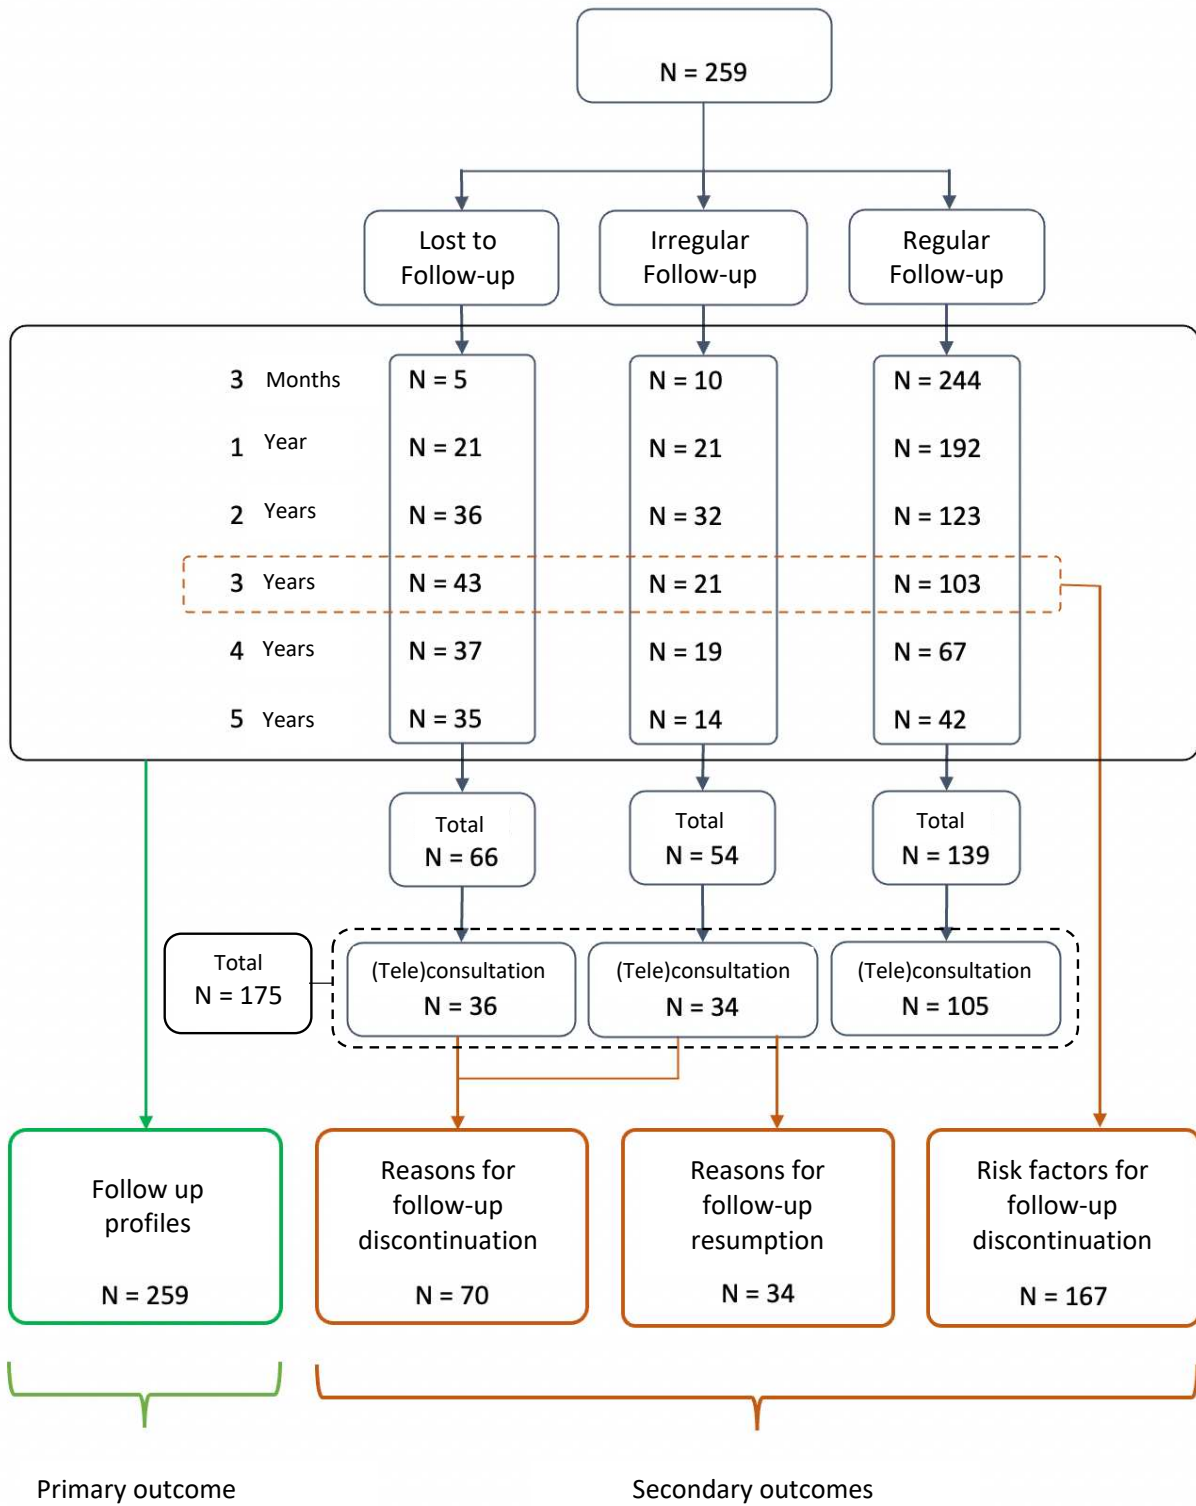 N = 259
Lost to
Follow-up
Irregular
Follow-up
Regular
Follow-up
3 Months N = 5 N = 10 N = 244
1 Year N = 21 N = 21 N = 192
2 Years N = 36 N = 32 N = 123
3 Years N = 43 N = 21 N = 103
4 Years N = 37 N = 19 N = 67
5 Years N = 35 N = 14 N = 42
Total
N = 66
Total
N = 54
Total
N = 139
Total
N = 175
(Tele)consultation
N = 36
(Tele)consultation
N = 34
(Tele)consultation
N = 105
Follow up
profiles
N = 259
Reasons for
follow-up
discontinuation
N = 70
Reasons for
follow-up
resumption
N = 34
Risk factors for
follow-up
discontinuation
N = 167
Primary outcome
Secondary outcomes